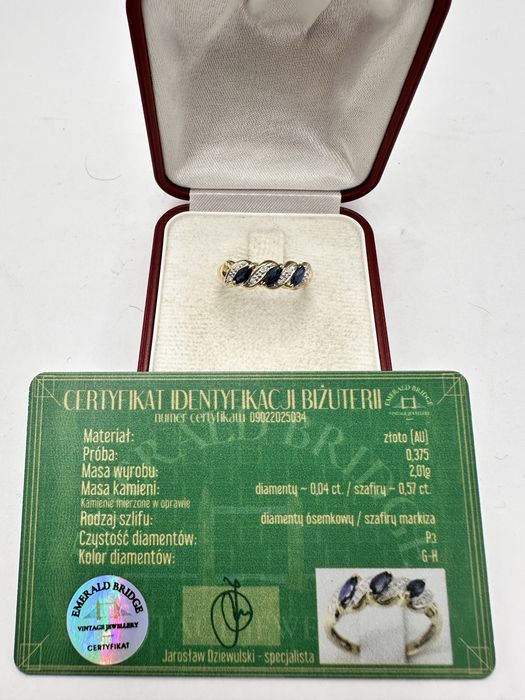 CERTYFIKAT IDENTYFIKACJI BIŻUTERII
numer certyfikatu 09022025034
EMERALD BRIDGE
VINTAGE JEWELLERY
Materiał: złoto (AU)
Próba: 0,375
Masa wyrobu: 2,01g
Masa kamieni: diamenty ~ 0,04 ct. / szafiry ~ 0,57 ct.
Kamienie mierzone w oprawie
Rodzaj szlifu: diamenty ósemkowy / szafiry markiza
Czystość diamentów: P3
Kolor diamentów: G-H
EMERALD BRIDGE
VINTAGE JEWELLERY
CERTYFIKAT
Jarosław Dziewulski - specjalista